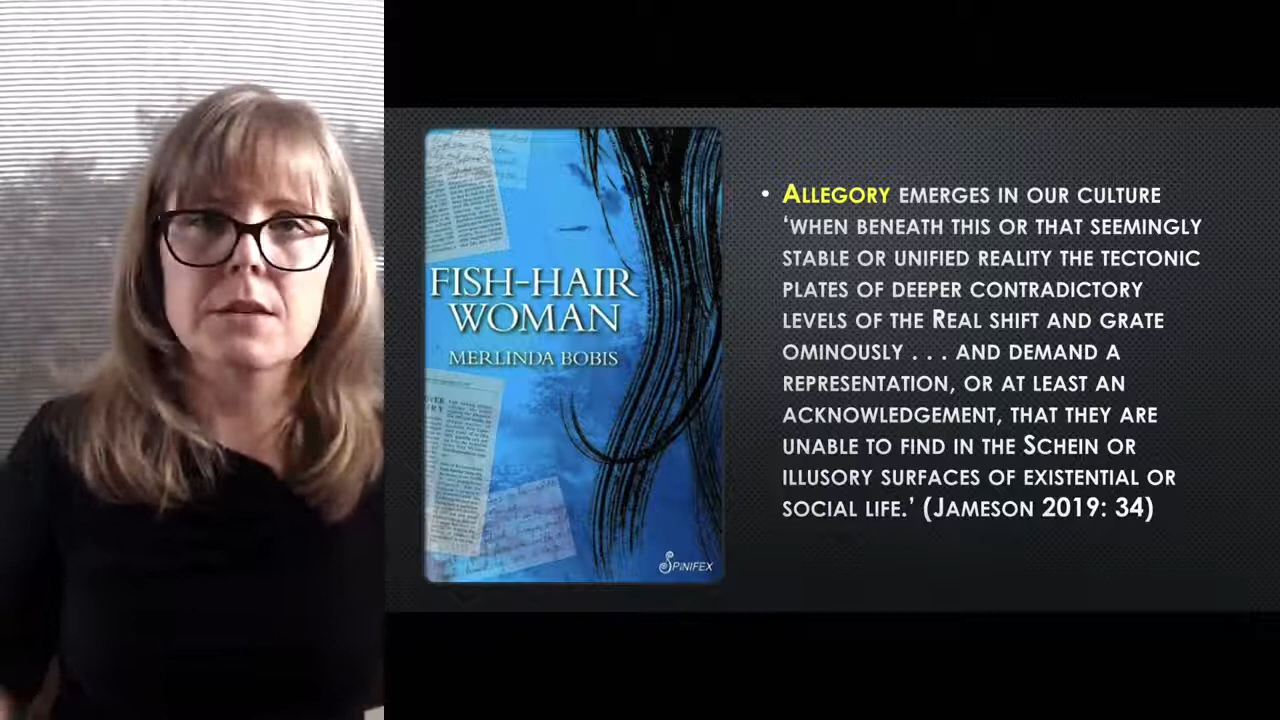 FISH-HAIR
WOMAN
MERLINDA BOBIS
SPINIFEX
• ALLEGORY EMERGES IN OUR CULTURE
‘WHEN BENEATH THIS OR THAT SEEMINGLY
STABLE OR UNIFIED REALITY THE TECTONIC
PLATES OF DEEPER CONTRADICTORY
LEVELS OF THE REAL SHIFT AND GRATE
OMINOUSLY . . . AND DEMAND A
REPRESENTATION, OR AT LEAST AN
ACKNOWLEDGEMENT, THAT THEY ARE
UNABLE TO FIND IN THE SCHEIN OR
ILLUSORY SURFACES OF EXISTENTIAL OR
SOCIAL LIFE.’ (JAMESON 2019: 34)